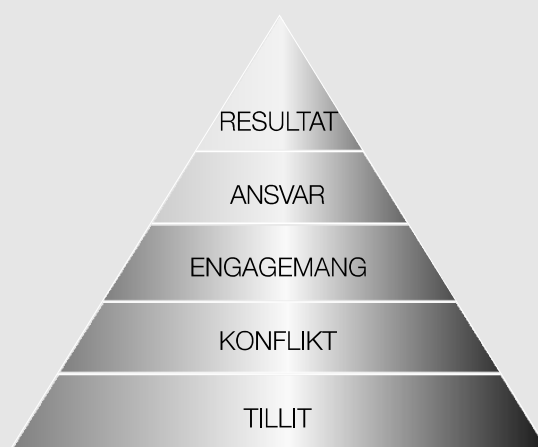 RESULTAT
ANSVAR
ENGAGEMANG
KONFLIKT
TILLIT